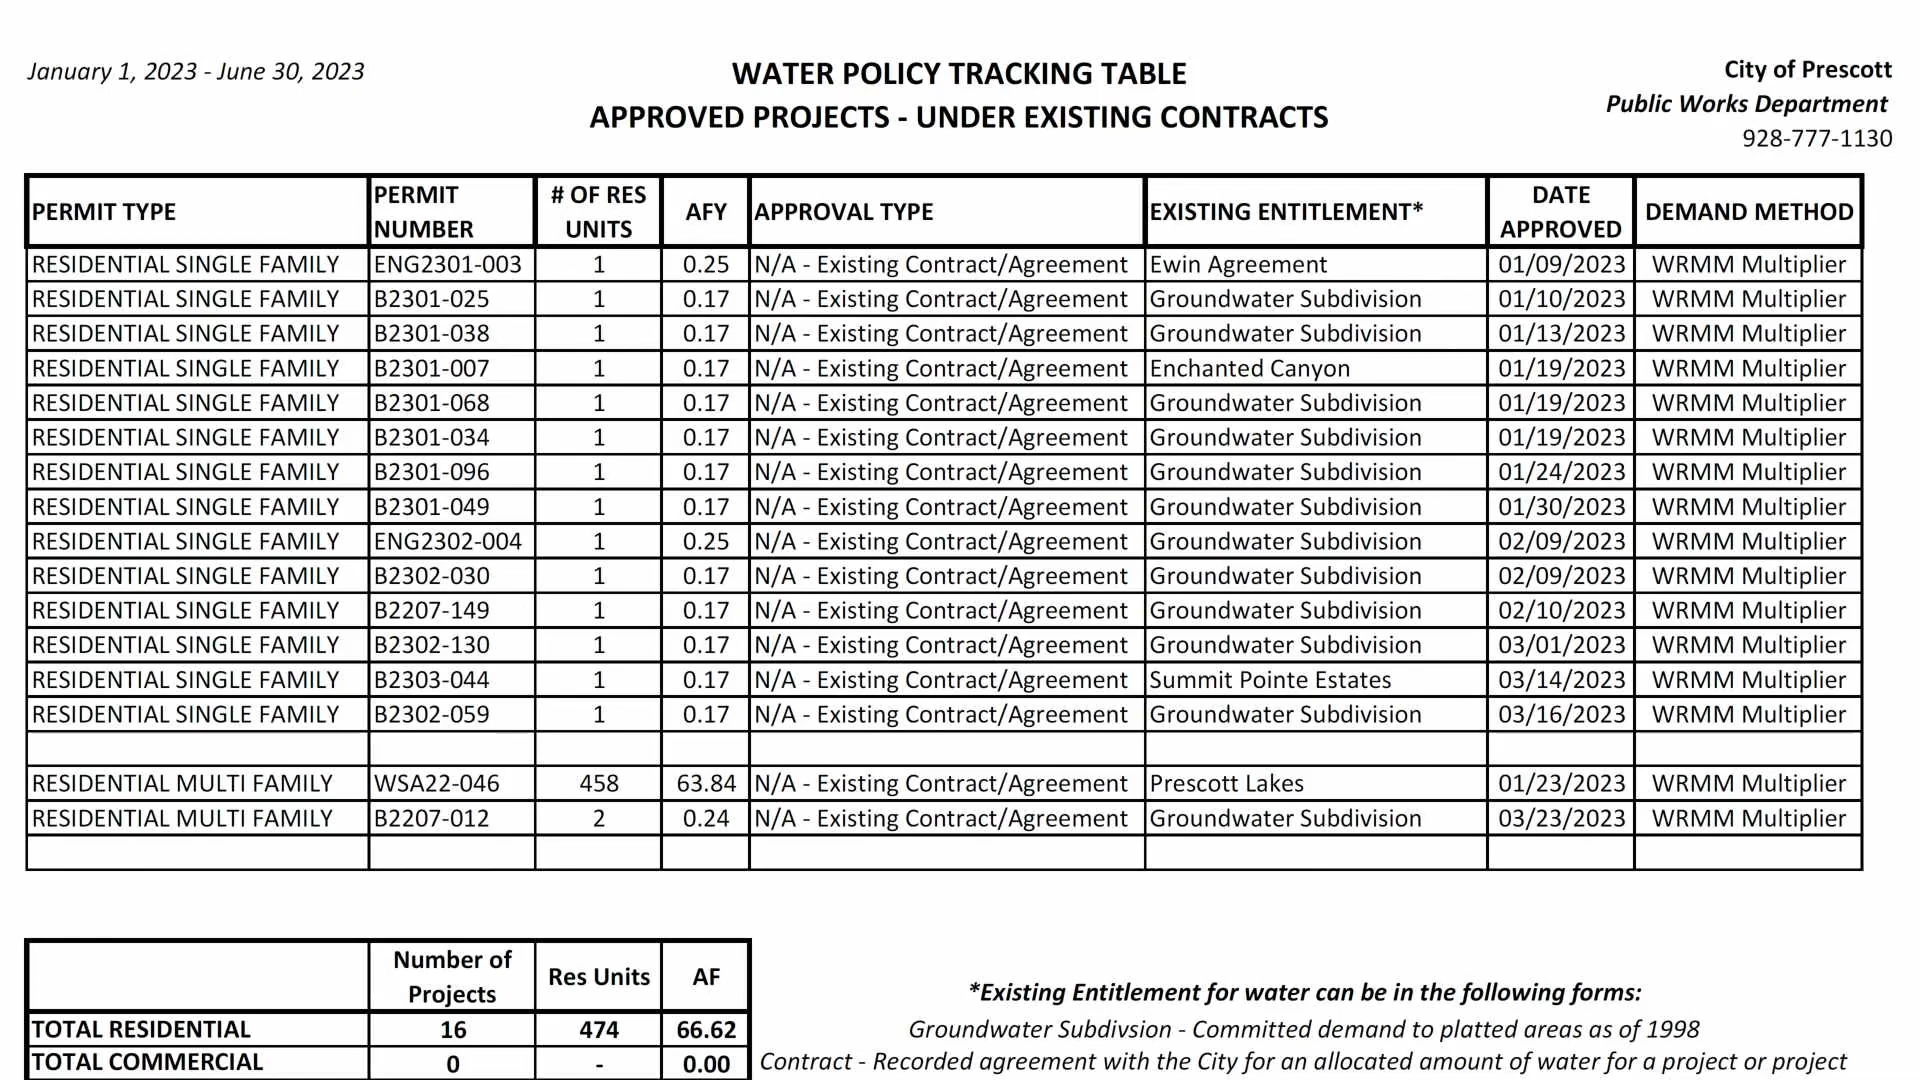 January 1, 2023 - June 30, 2023
WATER POLICY TRACKING TABLE
APPROVED PROJECTS - UNDER EXISTING CONTRACTS
City of Prescott
Public Works Department
928-777-1130
PERMIT TYPE PERMIT NUMBER # OF RES UNITS AFY APPROVAL TYPE EXISTING ENTITLEMENT* DATE APPROVED DEMAND METHOD
RESIDENTIAL SINGLE FAMILY ENG2301-003 1 0.25 N/A - Existing Contract/Agreement Ewin Agreement 01/09/2023 WRMM Multiplier
RESIDENTIAL SINGLE FAMILY B2301-025 1 0.17 N/A - Existing Contract/Agreement Groundwater Subdivision 01/10/2023 WRMM Multiplier
RESIDENTIAL SINGLE FAMILY B2301-038 1 0.17 N/A - Existing Contract/Agreement Groundwater Subdivision 01/13/2023 WRMM Multiplier
RESIDENTIAL SINGLE FAMILY B2301-007 1 0.17 N/A - Existing Contract/Agreement Enchanted Canyon 01/19/2023 WRMM Multiplier
RESIDENTIAL SINGLE FAMILY B2301-068 1 0.17 N/A - Existing Contract/Agreement Groundwater Subdivision 01/19/2023 WRMM Multiplier
RESIDENTIAL SINGLE FAMILY B2301-034 1 0.17 N/A - Existing Contract/Agreement Groundwater Subdivision 01/19/2023 WRMM Multiplier
RESIDENTIAL SINGLE FAMILY B2301-096 1 0.17 N/A - Existing Contract/Agreement Groundwater Subdivision 01/24/2023 WRMM Multiplier
RESIDENTIAL SINGLE FAMILY B2301-049 1 0.17 N/A - Existing Contract/Agreement Groundwater Subdivision 01/30/2023 WRMM Multiplier
RESIDENTIAL SINGLE FAMILY ENG2302-004 1 0.25 N/A - Existing Contract/Agreement Groundwater Subdivision 02/09/2023 WRMM Multiplier
RESIDENTIAL SINGLE FAMILY B2302-030 1 0.17 N/A - Existing Contract/Agreement Groundwater Subdivision 02/09/2023 WRMM Multiplier
RESIDENTIAL SINGLE FAMILY B2207-149 1 0.17 N/A - Existing Contract/Agreement Groundwater Subdivision 02/10/2023 WRMM Multiplier
RESIDENTIAL SINGLE FAMILY B2302-130 1 0.17 N/A - Existing Contract/Agreement Groundwater Subdivision 03/01/2023 WRMM Multiplier
RESIDENTIAL SINGLE FAMILY B2303-044 1 0.17 N/A - Existing Contract/Agreement Summit Pointe Estates 03/14/2023 WRMM Multiplier
RESIDENTIAL SINGLE FAMILY B2302-059 1 0.17 N/A - Existing Contract/Agreement Groundwater Subdivision 03/16/2023 WRMM Multiplier
RESIDENTIAL MULTI FAMILY WSA22-046 458 63.84 N/A - Existing Contract/Agreement Prescott Lakes 01/23/2023 WRMM Multiplier
RESIDENTIAL MULTI FAMILY B2207-012 2 0.24 N/A - Existing Contract/Agreement Groundwater Subdivision 03/23/2023 WRMM Multiplier
Number of Projects Res Units AF
TOTAL RESIDENTIAL 16 474 66.62
TOTAL COMMERCIAL 0 - 0.00
*Existing Entitlement for water can be in the following forms:
Groundwater Subdivsion - Committed demand to platted areas as of 1998
Contract - Recorded agreement with the City for an allocated amount of water for a project or project